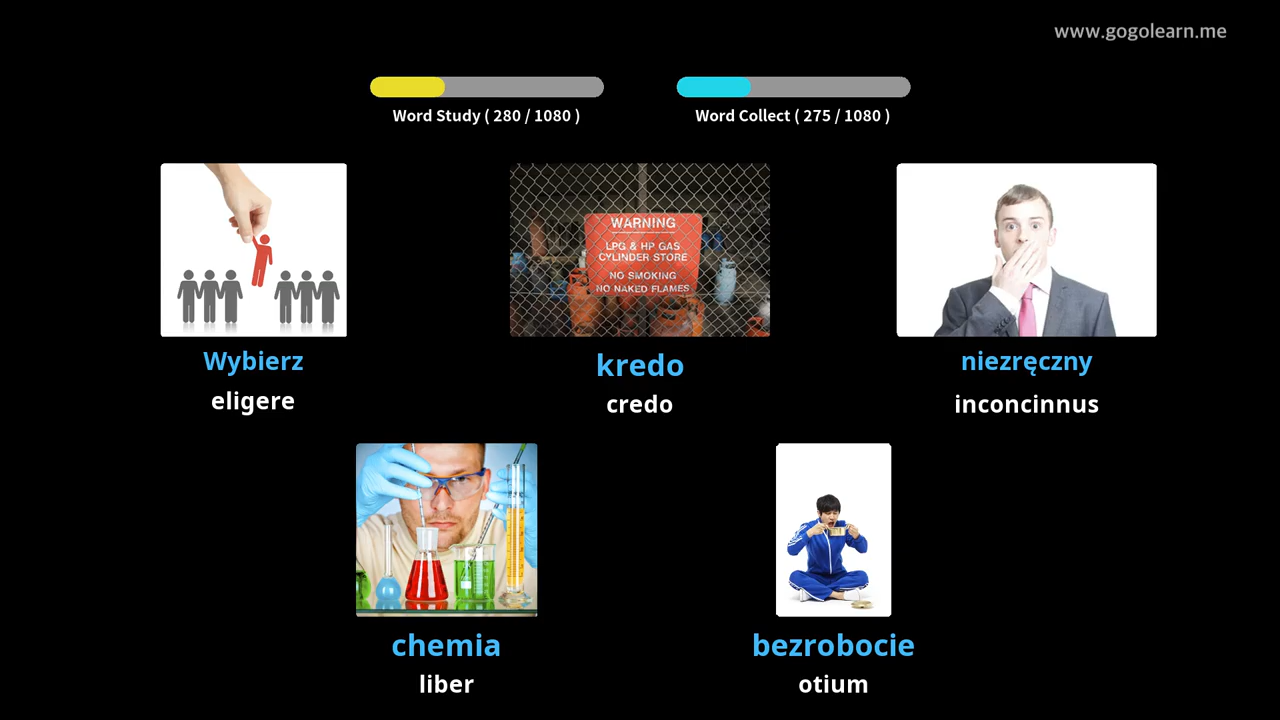 www.gogolearn.me
Word Study ( 280 / 1080 )
Word Collect ( 275 / 1080 )
WARNING
LPG & HP GAS
CYLINDER STORE
NO SMOKING
NO NAKED FLAMES
Wybierz
eligere
kredo
credo
niezręczny
inconcinnus
chemia
liber
bezrobocie
otium